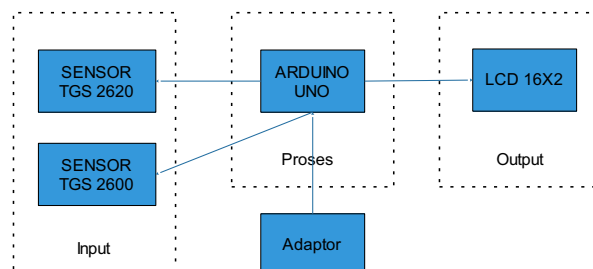 SENSOR
TGS 2620
ARDUINO
UNO
LCD 16X2
SENSOR
TGS 2600
Proses
Output
Input
Adaptor